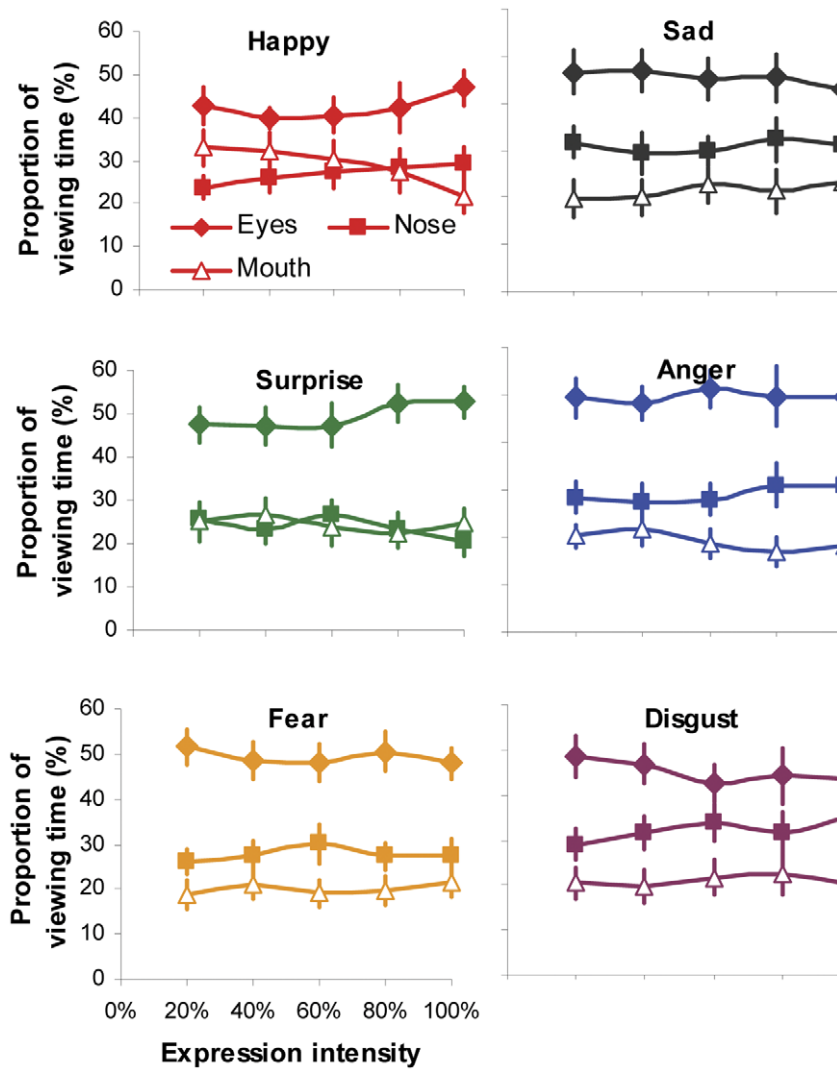 Happy
Sad
Proportion of
viewing time (%)
60
50
40
30
20
10
0
Eyes
Nose
Mouth
Surprise
Anger
Proportion of
viewing time (%)
60
50
40
30
20
10
0
Fear
Disgust
Proportion of
viewing time (%)
60
50
40
30
20
10
0
0% 20% 40% 60% 80% 100%
Expression intensity